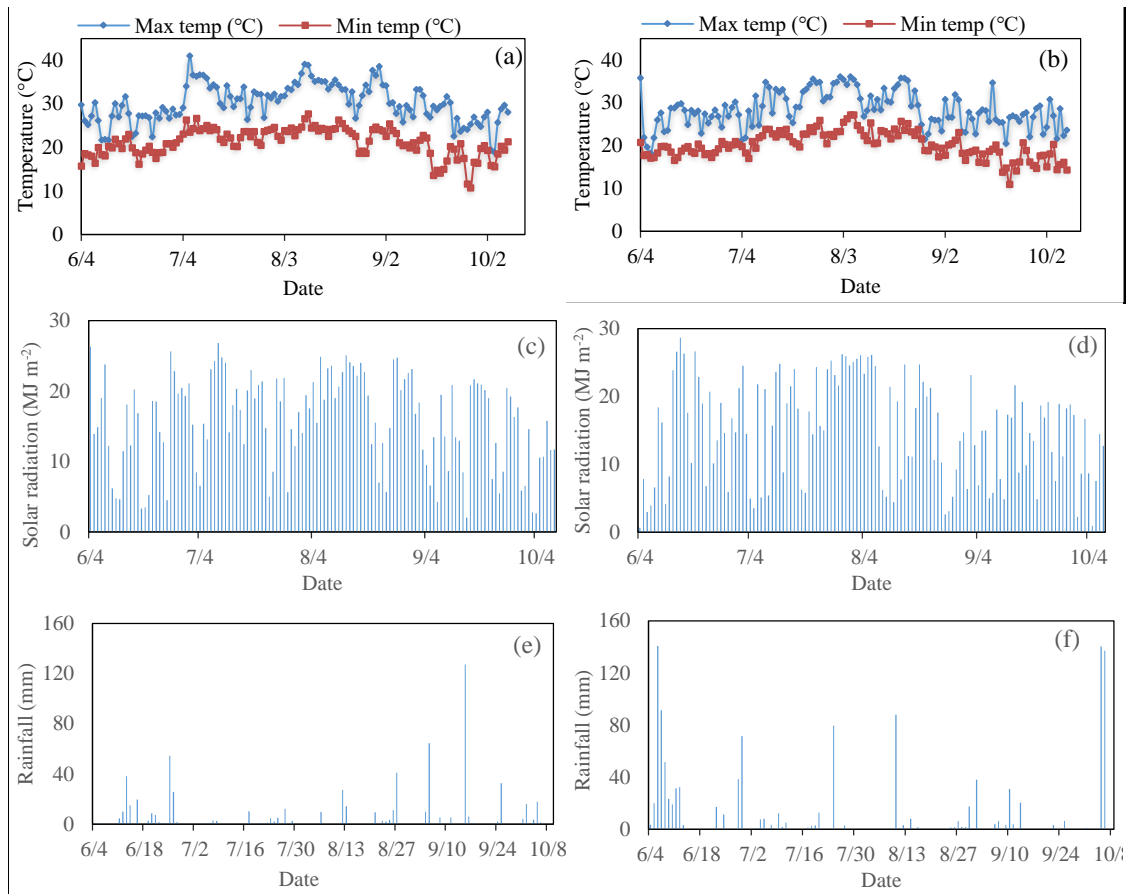 Max temp (℃) Min temp (℃)
(a)
Temperature (℃)
40
30
20
10
0
6/4 7/4 8/3 9/2 10/2
Date
Max temp (℃) Min temp (℃)
(b)
Temperature (℃)
40
30
20
10
0
6/4 7/4 8/3 9/2 10/2
Date
(c)
Solar radiation (MJ m⁻²)
30
20
10
0
6/4 7/4 8/4 9/4 10/4
Date
(d)
Solar radiation (MJ m⁻²)
30
20
10
0
6/4 7/4 8/4 9/4 10/4
Date
(e)
Rainfall (mm)
160
120
80
40
0
6/4 6/18 7/2 7/16 7/30 8/13 8/27 9/10 9/24 10/8
Date
(f)
Rainfall (mm)
160
120
80
40
0
6/4 6/18 7/2 7/16 7/30 8/13 8/27 9/10 9/24 10/8
Date